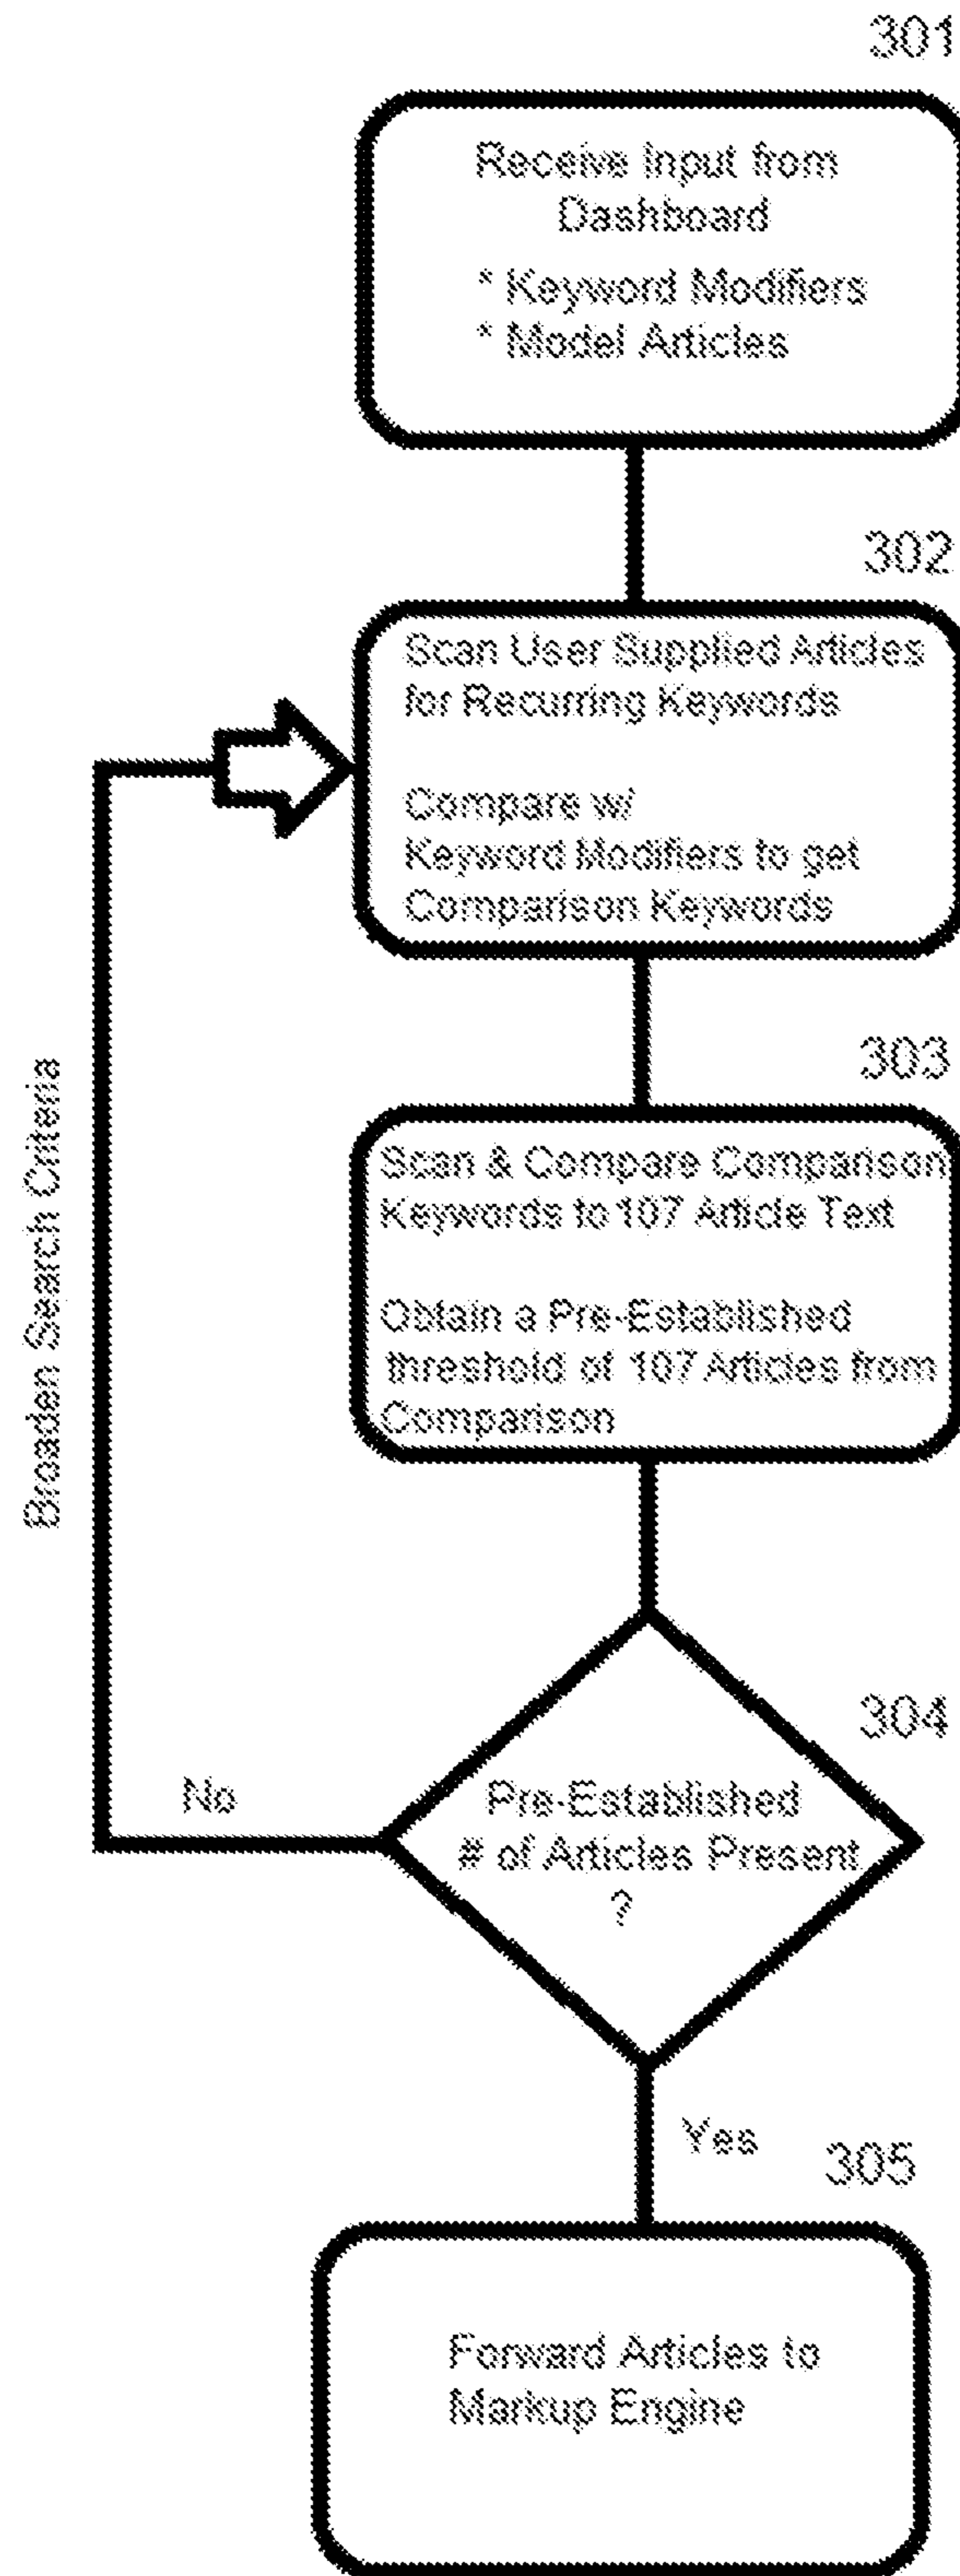 301
Receive Input from
Dashboard
* Keyword Modifiers
* Model Articles
302
Scan User Supplied Articles
for Recurring Keywords
Compare w/
Keyword Modifiers to get
Comparison Keywords
303
Scan & Compare Comparison
Keywords to 107 Article Text
Obtain a Pre-Established
threshold of 107 Articles from
Comparison
Broaden Search Criteria
304
No
Pre-Established
# of Articles Present
?
Yes
305
Forward Articles to
Markup Engine